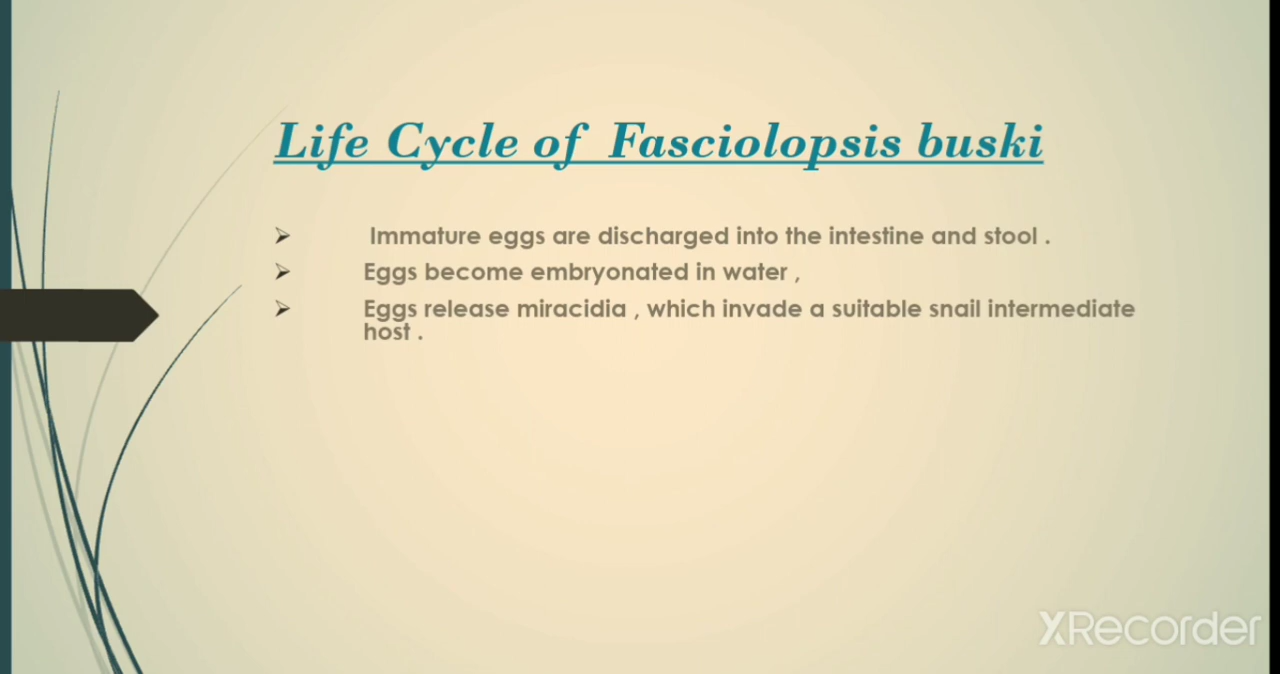 Life Cycle of Fasciolopsis buski
➢ Immature eggs are discharged into the intestine and stool .
➢ Eggs become embryonated in water ,
➢ Eggs release miracidia , which invade a suitable snail intermediate
host .
XRecorder